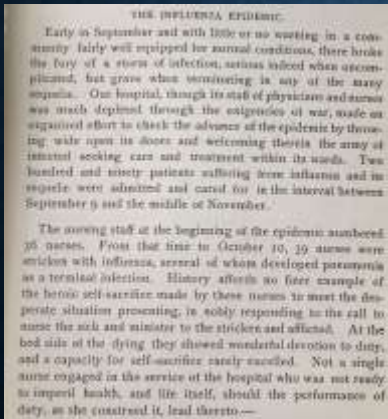 THE INFLUENZA EPIDEMIC.
Early in September and with little or no warning in a com-
munity fairly well equipped for normal conditions, there broke
the fury of a storm of infection, serious indeed when uncom-
plicated, but grave when terminating in any of the many
sequelia. Our hospital, though its staff of physicians and nurses
was much depleted through the exigencies of war, made an
organized effort to check the advance of the epidemic by throw-
ing wide open its doors and welcoming therein the army of
infected seeking care and treatment within its wards. Two
hundred and ninety patients suffering from influenza and its
sequelie were admitted and cared for in the interval between
September 9 and the middle of November.
The nursing staff at the beginning of the epidemic numbered
nurses. From that time to October 10, 39 nurses were
stricken with influenza, several of whom developed pneumonia
as a terminal infection. History affords no finer example of
the heroic self-sacrifice made by these nurses to meet the des-
perate situation presenting, in nobly responding to the call to
nurse the sick and minister to the stricken and afflicted. At the
bed side of the dying they showed wonderful devotion to duty,
and a capacity for self-sacrifice rarely excelled. Not a single
nurse engaged in the service of the hospital who was not ready
to imperil health, and life itself, should the performance of
duty, as she construed it, lead thereto.—